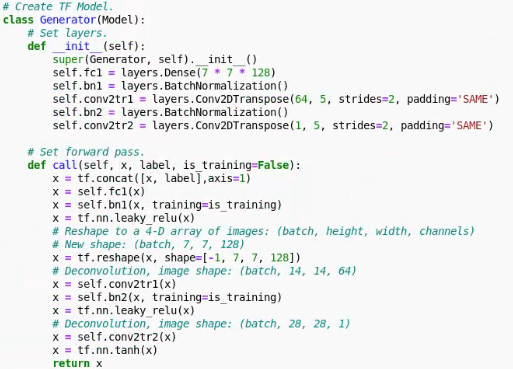 # Create TF Model.
class Generator(Model):
    # Set layers.
    def __init__(self):
        super(Generator, self).__init__()
        self.fc1 = layers.Dense(7 * 7 * 128)
        self.bn1 = layers.BatchNormalization()
        self.conv2tr1 = layers.Conv2DTranspose(64, 5, strides=2, padding='SAME')
        self.bn2 = layers.BatchNormalization()
        self.conv2tr2 = layers.Conv2DTranspose(1, 5, strides=2, padding='SAME')

    # Set forward pass.
    def call(self, x, label, is_training=False):
        x = tf.concat([x, label],axis=1)
        x = self.fc1(x)
        x = self.bn1(x, training=is_training)
        x = tf.nn.leaky_relu(x)
        # Reshape to a 4-D array of images: (batch, height, width, channels)
        # New shape: (batch, 7, 7, 128)
        x = tf.reshape(x, shape=[-1, 7, 7, 128])
        # Deconvolution, image shape: (batch, 14, 14, 64)
        x = self.conv2tr1(x)
        x = self.bn2(x, training=is_training)
        x = tf.nn.leaky_relu(x)
        # Deconvolution, image shape: (batch, 28, 28, 1)
        x = self.conv2tr2(x)
        x = tf.nn.tanh(x)
        return x